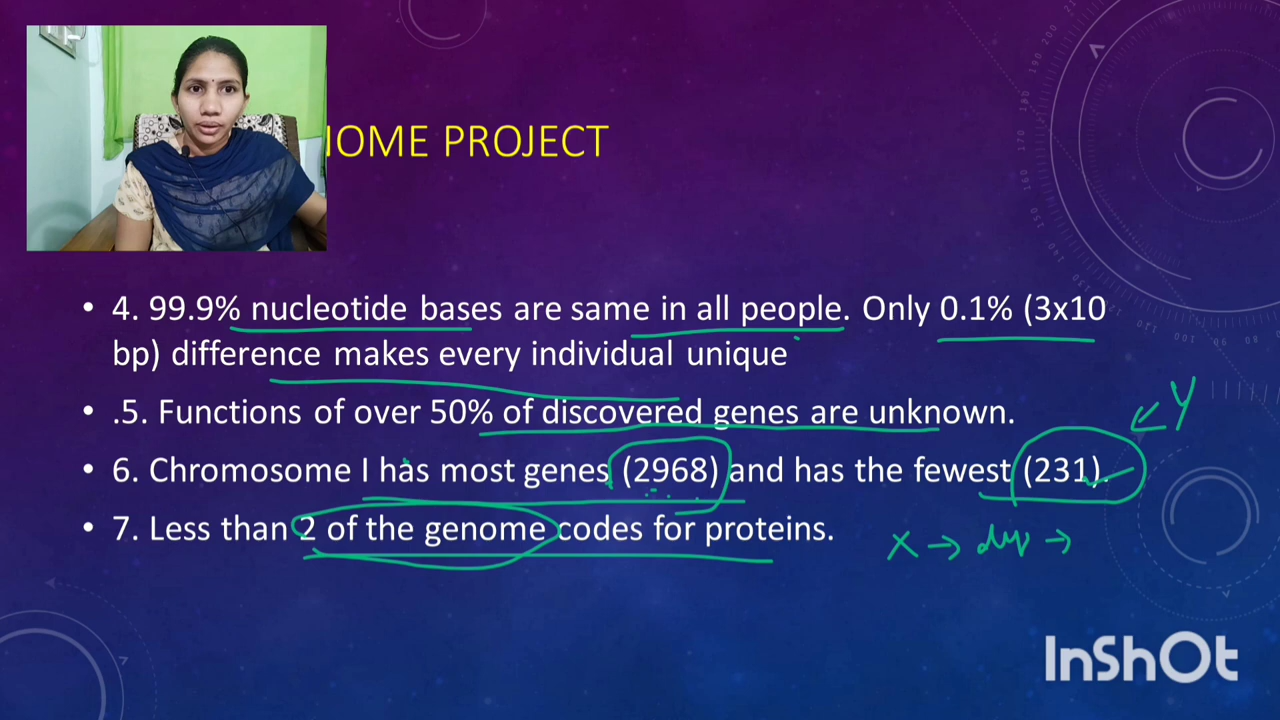 NOME PROJECT
• 4. 99.9% nucleotide bases are same in all people. Only 0.1% (3x10
bp) difference makes every individual unique
• .5. Functions of over 50% of discovered genes are unknown.
Y
• 6. Chromosome I has most genes (2968) and has the fewest (231).
• 7. Less than 2 of the genome codes for proteins.
X →
InShOt